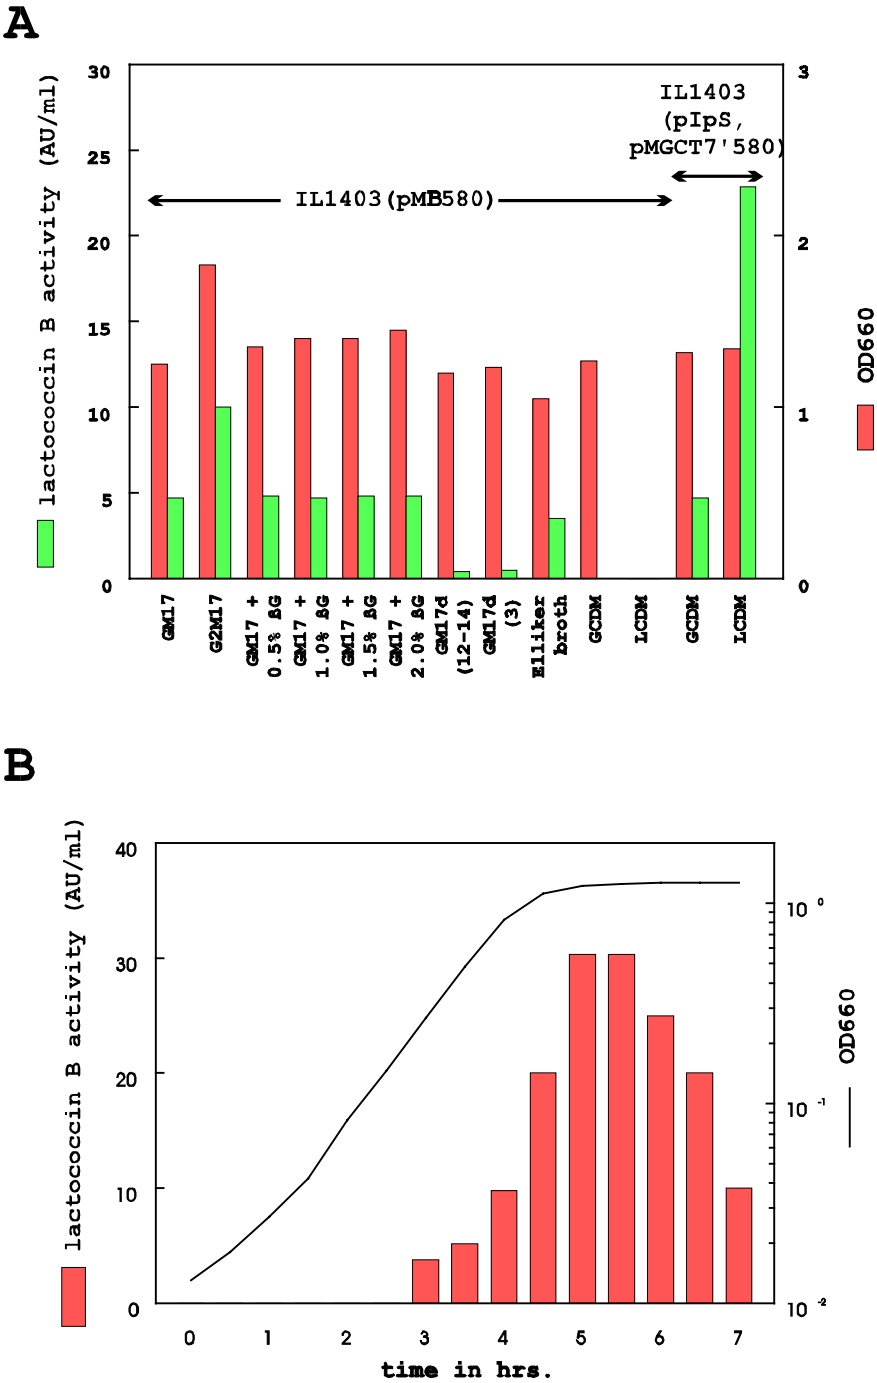 A
30
25
20
15
10
5
0
3
2
1
0
lactococcin B activity (AU/ml)
OD660
IL1403(pMB580)
IL1403
(pIpS,
pMGCT7'580)
GM17
G2M17
GM17 +
0.5% ßG
GM17 +
1.0% ßG
GM17 +
1.5% ßG
GM17 +
2.0% ßG
GM17d
(12-14)
GM17d
(3)
Elliker
broth
GCDM
LCDM
GCDM
LCDM
B
40
30
20
10
0
lactococcin B activity (AU/ml)
10 0
10 -1
10 -2
OD660
0 1 2 3 4 5 6 7
time in hrs.